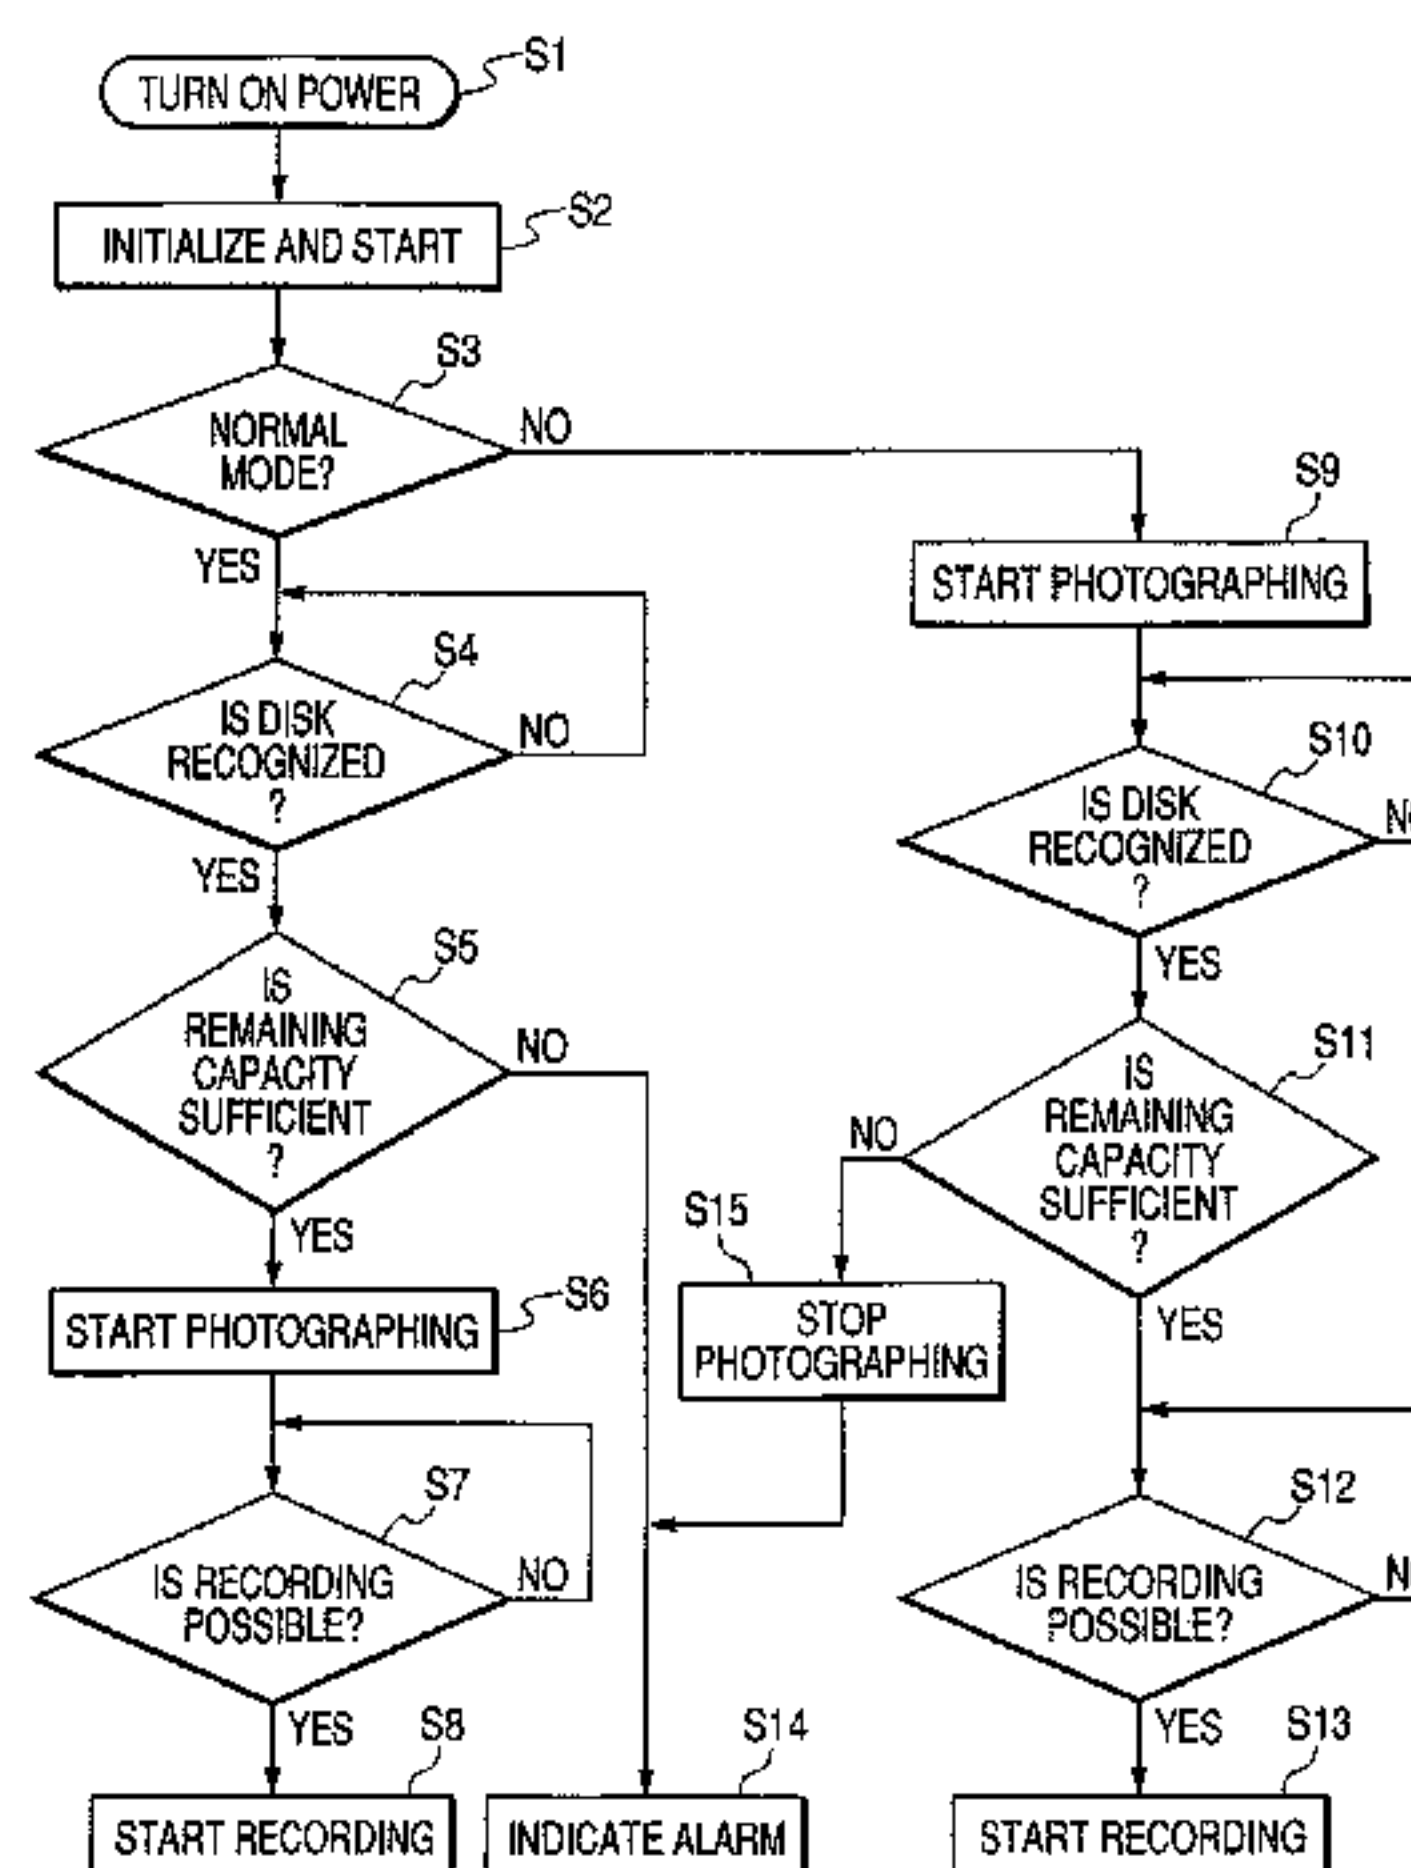 S1
TURN ON POWER
S2
INITIALIZE AND START
S3
NORMAL
MODE?
NO
YES
S4
IS DISK
RECOGNIZED
?
NO
YES
S5
IS
REMAINING
CAPACITY
SUFFICIENT
?
NO
YES
S6
START PHOTOGRAPHING
S7
IS RECORDING
POSSIBLE?
NO
YES
S8
START RECORDING
S9
START PHOTOGRAPHING
S10
IS DISK
RECOGNIZED
?
YES
S11
IS
REMAINING
CAPACITY
SUFFICIENT
?
NO
YES
S15
STOP
PHOTOGRAPHING
S12
IS RECORDING
POSSIBLE?
YES
S13
START RECORDING
S14
INDICATE ALARM